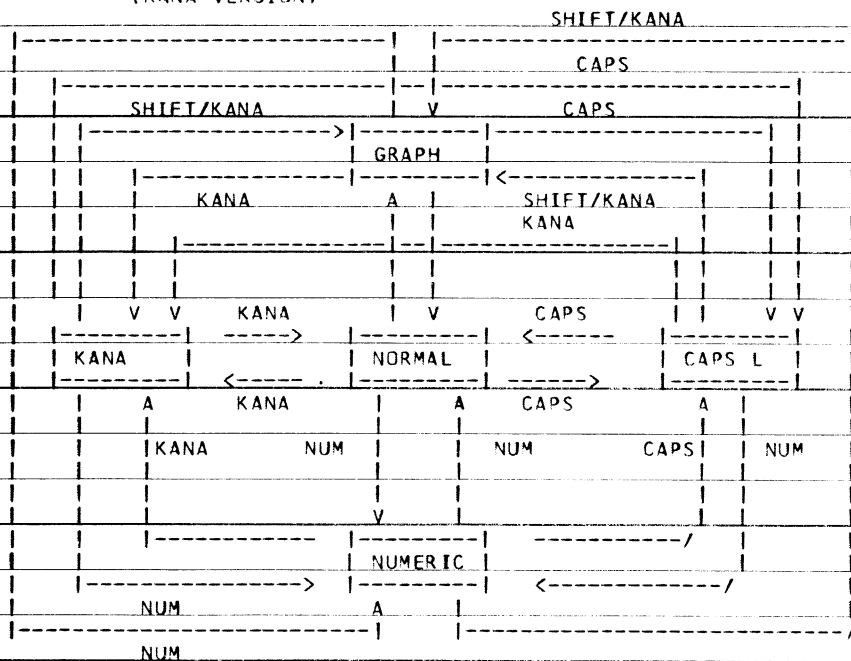 (KANA VERSION)
SHIFT/KANA
CAPS
SHIFT/KANA CAPS
GRAPH
KANA A SHIFT/KANA
KANA
V V KANA V CAPS V V
KANA NORMAL CAPS L
A KANA A CAPS A
KANA NUM NUM CAPS NUM
V
NUMERIC
NUM A
NUM